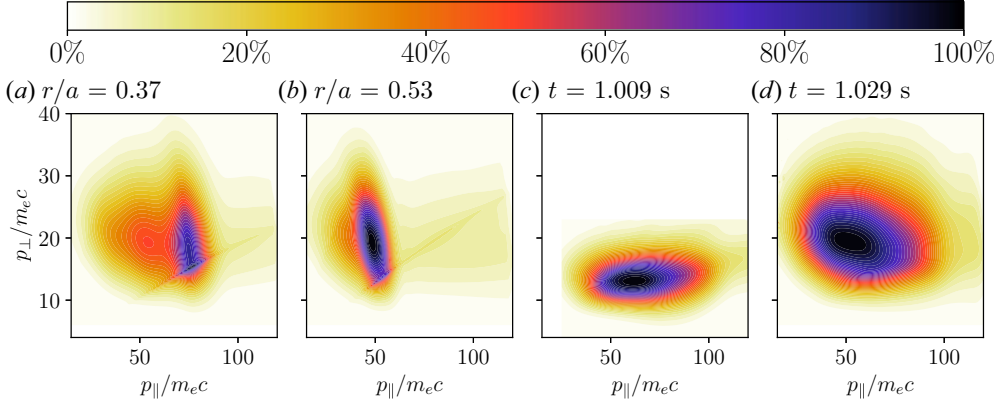 0% 20% 40% 60% 80% 100%
(a) r/a = 0.37
(b) r/a = 0.53
(c) t = 1.009 s
(d) t = 1.029 s
p⊥/mec
40
30
20
10
50 100
50 100
50 100
50 100
p∥/mec
p∥/mec
p∥/mec
p∥/mec